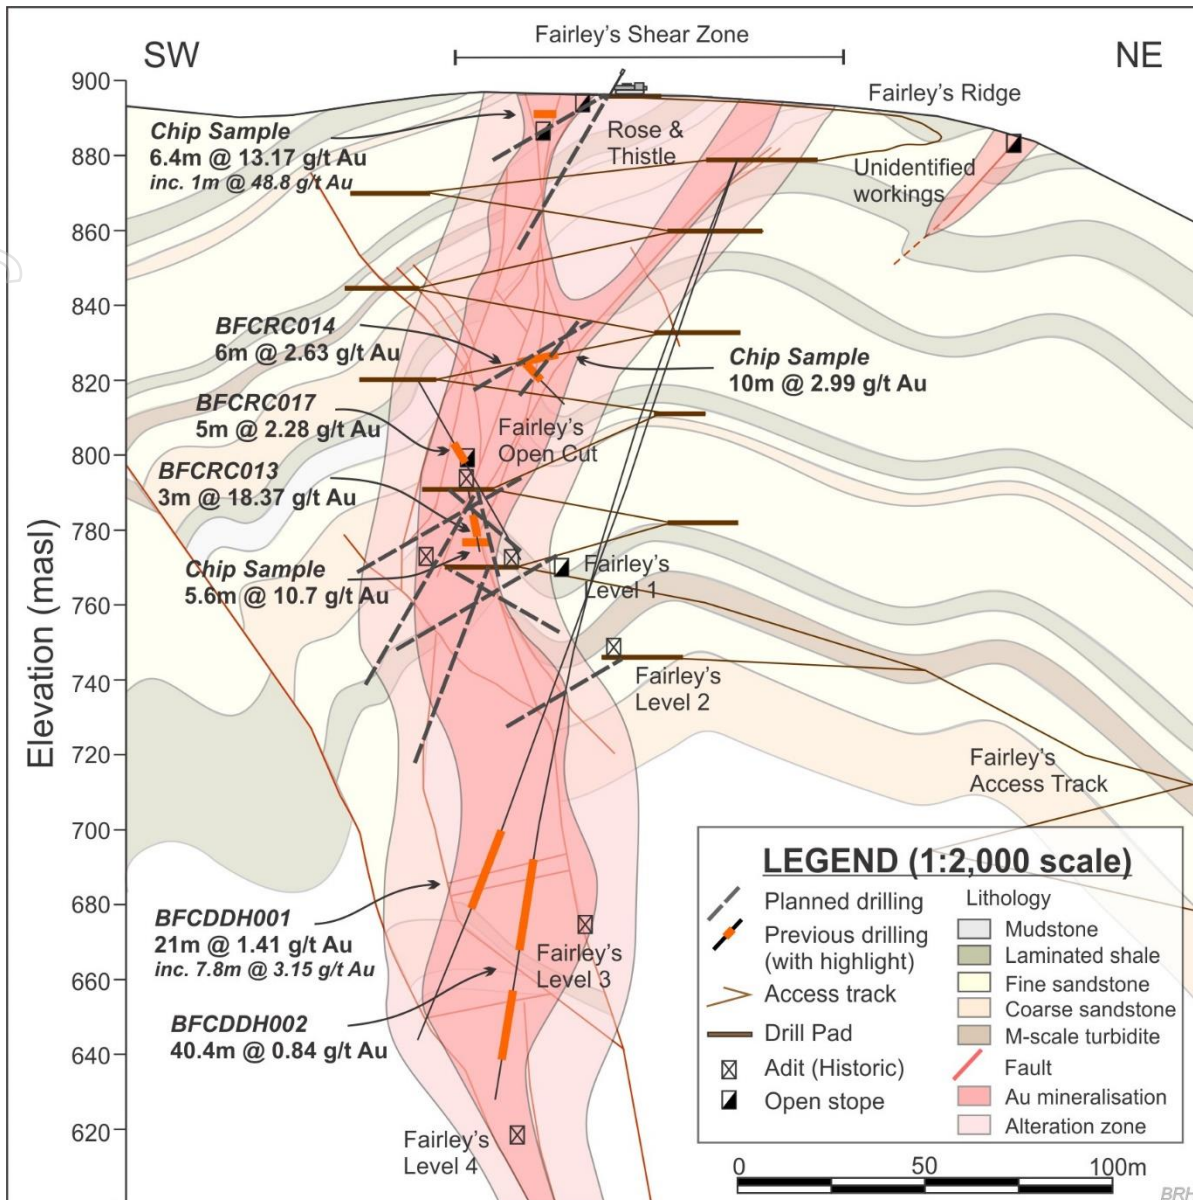 Fairley's Shear Zone
SW
NE
Elevation (masl)
900
880
860
840
820
800
780
760
740
720
700
680
660
640
620
Chip Sample
6.4m @ 13.17 g/t Au
inc. 1m @ 48.8 g/t Au
Rose &
Thistle
Fairley's Ridge
Unidentified
workings
BFCRC014
6m @ 2.63 g/t Au
Chip Sample
10m @ 2.99 g/t Au
BFCRC017
5m @ 2.28 g/t Au
Fairley's
Open Cut
BFCRC013
3m @ 18.37 g/t Au
Chip Sample
5.6m @ 10.7 g/t Au
Fairley's
Level 1
Fairley's
Level 2
Fairley's
Access Track
BFCDDH001
21m @ 1.41 g/t Au
inc. 7.8m @ 3.15 g/t Au
Fairley's
Level 3
BFCDDH002
40.4m @ 0.84 g/t Au
Fairley's
Level 4
LEGEND (1:2,000 scale)
Planned drilling
Previous drilling
(with highlight)
Access track
Drill Pad
Adit (Historic)
Open stope
Lithology
Mudstone
Laminated shale
Fine sandstone
Coarse sandstone
M-scale turbidite
Fault
Au mineralisation
Alteration zone
0 50 100m